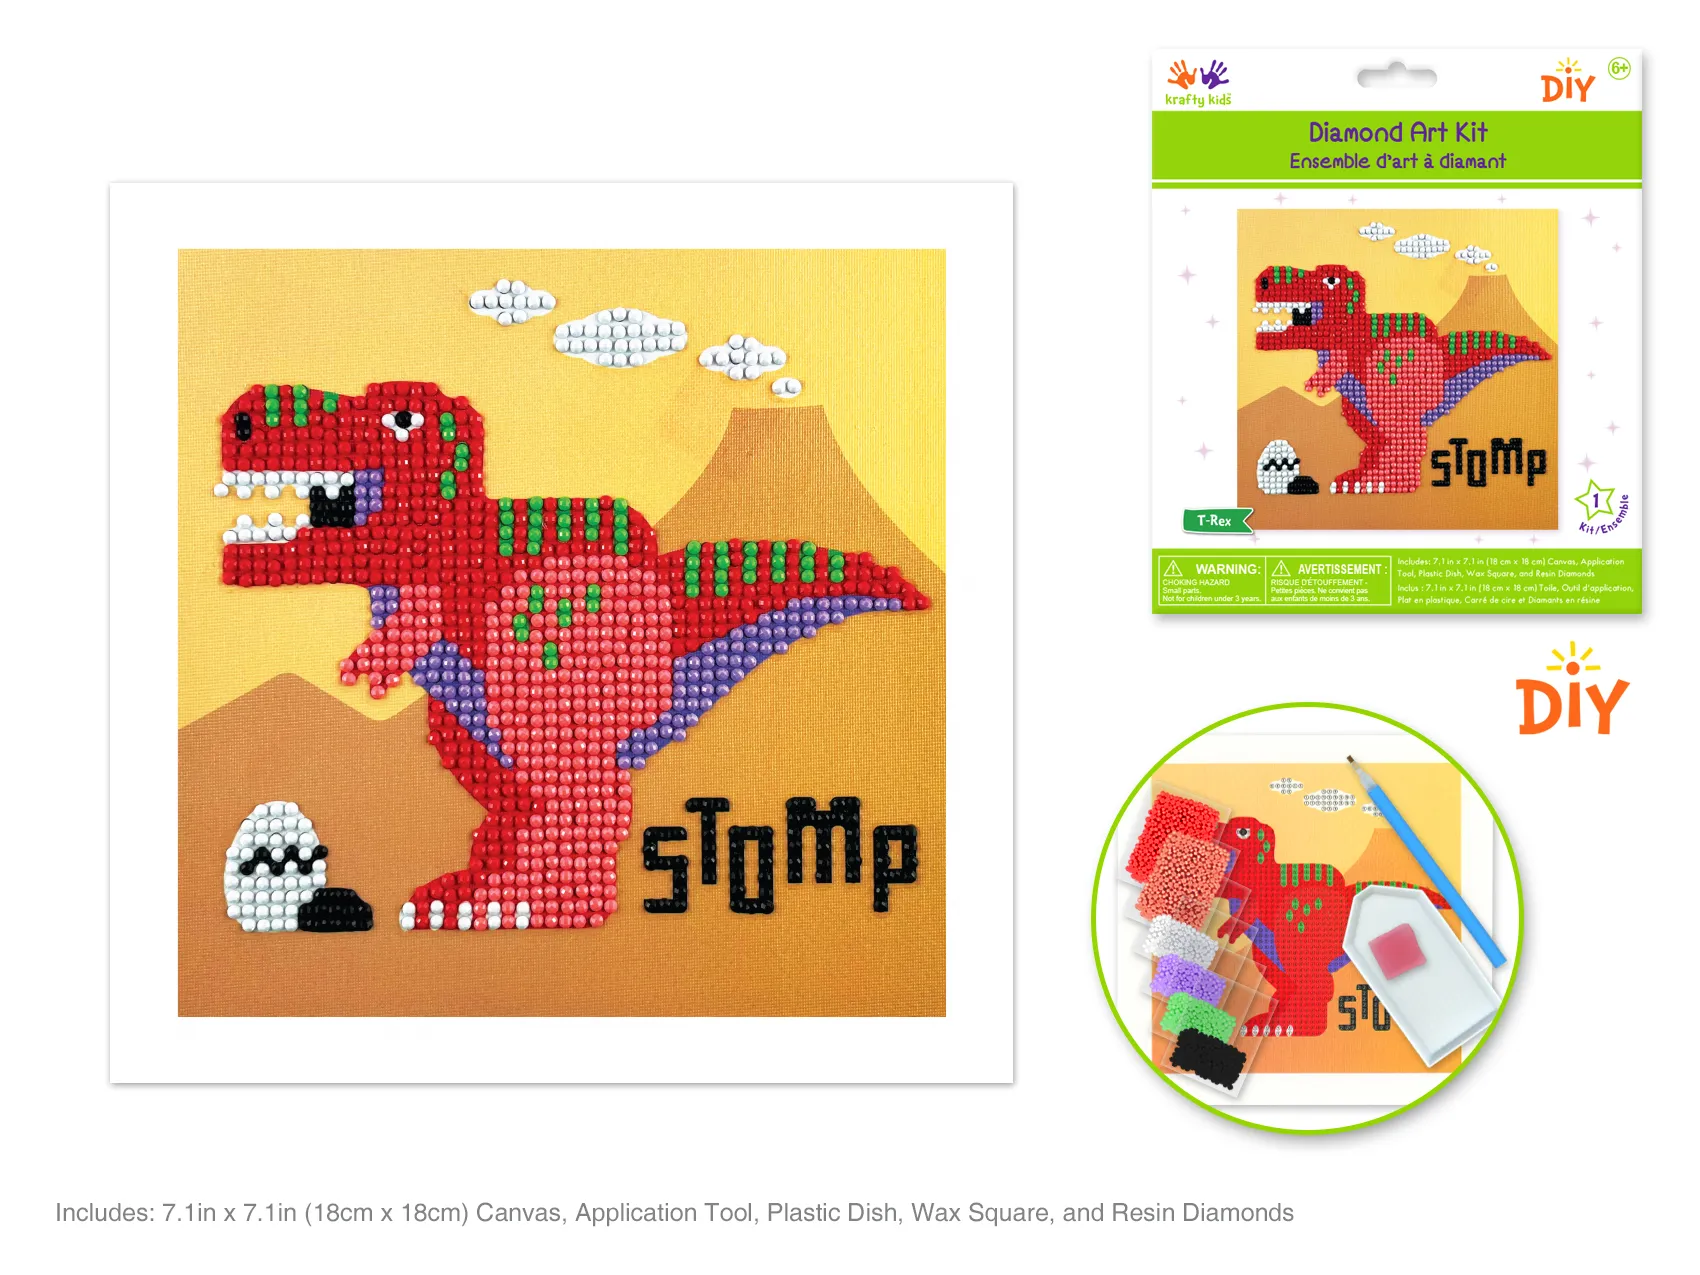 krafty kids™
DiY
6+
Diamond Art Kit
Ensemble d'art à diamant
STOMP
STOMP
T-Rex
1
Kit/Ensemble
WARNING:
CHOKING HAZARD
Small parts.
Not for children under 3 years.
AVERTISSEMENT :
RISQUE D'ÉTOUFFEMENT -
Petites pièces. Ne convient pas
aux enfants de moins de 3 ans.
Includes: 7.1 in x 7.1 in (18 cm x 18 cm) Canvas, Application
Tool, Plastic Dish, Wax Square, and Resin Diamonds
Inclus : 7.1 in x 7.1 in (18 cm x 18 cm) Toile, Outil d'application,
Plat en plastique, Carré de cire et Diamants en résine
DiY
STO
Includes: 7.1in x 7.1in (18cm x 18cm) Canvas, Application Tool, Plastic Dish, Wax Square, and Resin Diamonds